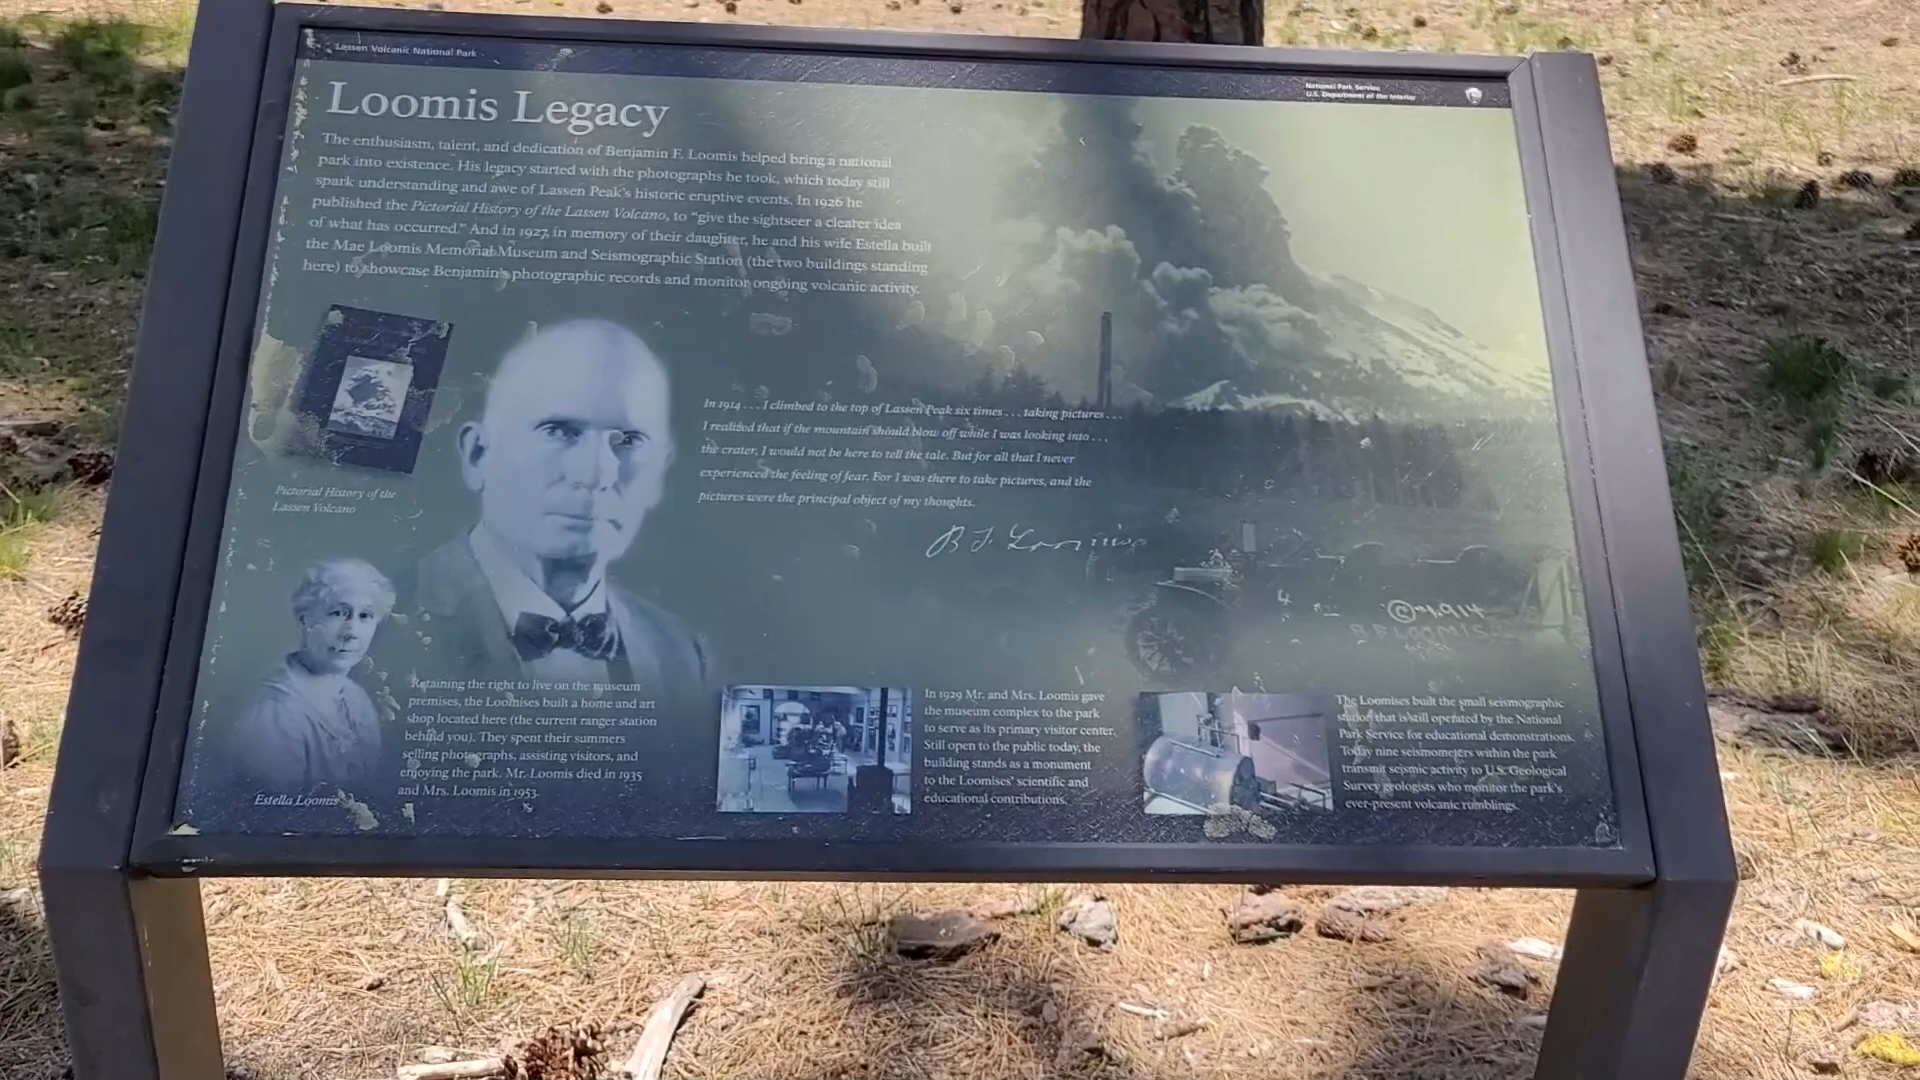 Lassen Volcanic National Park
National Park Service
U.S. Department of the Interior
Loomis Legacy
The enthusiasm, talent, and dedication of Benjamin F. Loomis helped bring a national
park into existence. His legacy started with the photographs he took, which today still
spark understanding and awe of Lassen Peak's historic eruptive events. In 1926 he
published the Pictorial History of the Lassen Volcano, to "give the sightseer a clearer idea
of what has occurred." And in 1927, in memory of their daughter, he and his wife Estella built
the Mae Loomis Memorial Museum and Seismographic Station (the two buildings standing
here) to showcase Benjamin's photographic records and monitor ongoing volcanic activity.
In 1914 . . . I climbed to the top of Lassen Peak six times . . . taking pictures . . .
I realized that if the mountain should blow off while I was looking into . . .
the crater, I would not be here to tell the tale. But for all that I never
experienced the feeling of fear. For I was there to take pictures, and the
pictures were the principal object of my thoughts.
B. F. Loomis
Pictorial History of the
Lassen Volcano
© 1914
B F LOOMIS
Estella Loomis
Retaining the right to live on the museum
premises, the Loomises built a home and art
shop located here (the current ranger station
behind you). They spent their summers
selling photographs, assisting visitors, and
enjoying the park. Mr. Loomis died in 1935
and Mrs. Loomis in 1953.
In 1929 Mr. and Mrs. Loomis gave
the museum complex to the park
to serve as its primary visitor center.
Still open to the public today, the
building stands as a monument
to the Loomises' scientific and
educational contributions.
The Loomises built the small seismographic
station that is still operated by the National
Park Service for educational demonstrations.
Today nine seismometers within the park
transmit seismic activity to U.S. Geological
Survey geologists who monitor the park's
ever-present volcanic rumblings.